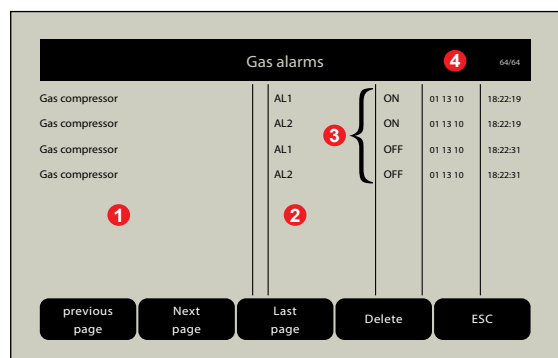 Gas alarms 4 64/64
Gas compressor AL1 ON 01 13 10 18:22:19
Gas compressor AL2 ON 01 13 10 18:22:19
3
Gas compressor AL1 OFF 01 13 10 18:22:31
Gas compressor AL2 OFF 01 13 10 18:22:31
1 2
previous page Next page Last page Delete ESC